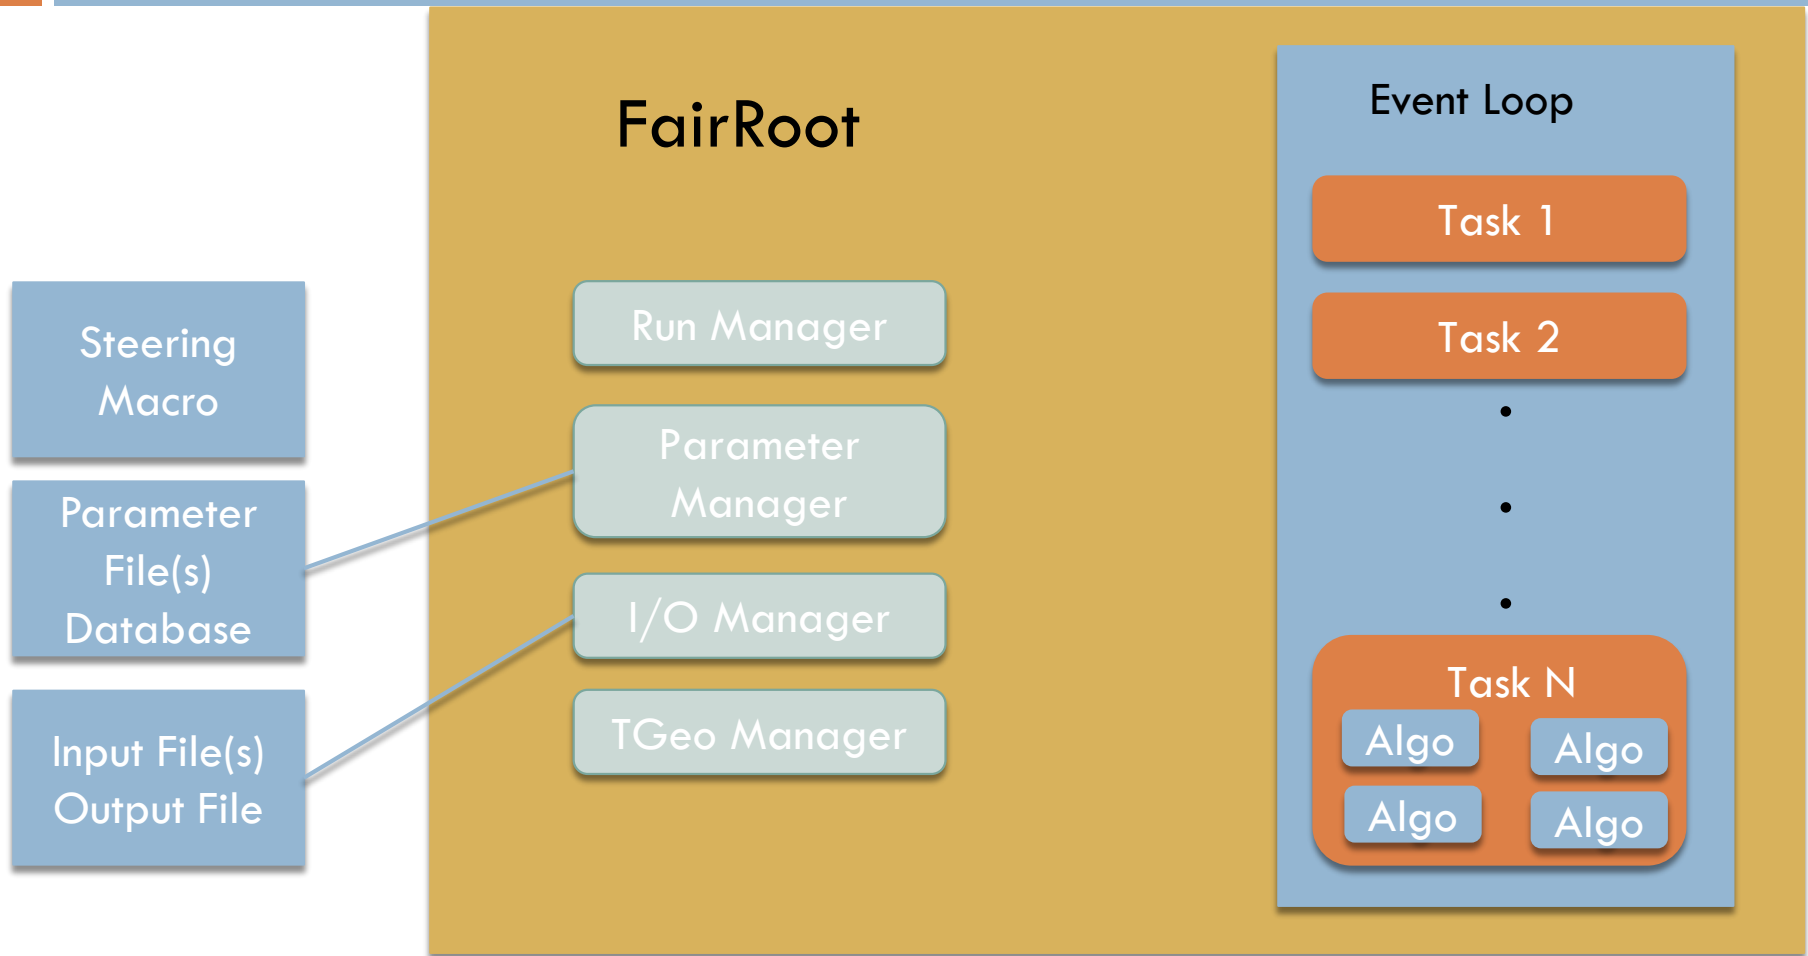 FairRoot
Steering
Macro
Parameter
File(s)
Database
Input File(s)
Output File
Run Manager
Parameter
Manager
I/O Manager
TGeo Manager
Event Loop
Task 1
Task 2
Task N
Algo
Algo
Algo
Algo